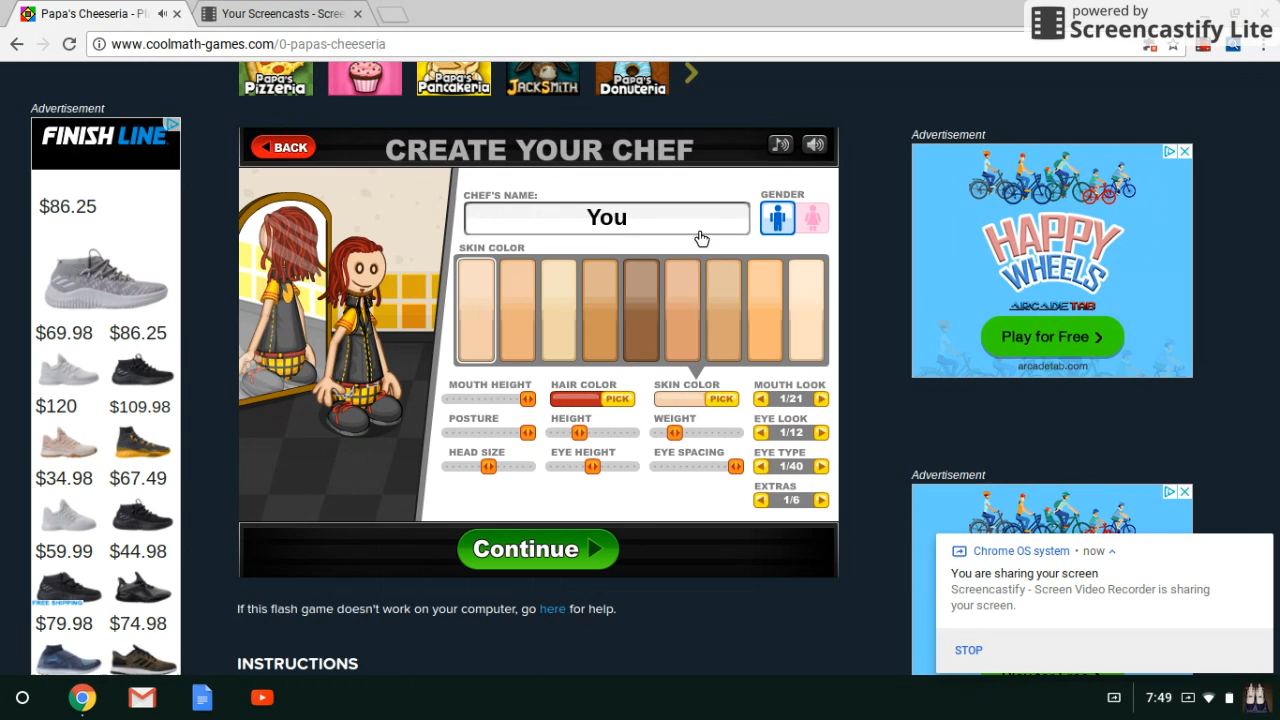 Papa's Cheeseria - Pl
Your Screencasts - Scree
powered by
Screencastify Lite
www.coolmath-games.com/0-papas-cheeseria
Papa's Pizzeria
Papa's Pancakeria
JACKSMITH
Papa's Donuteria
Advertisement
FINISH LINE
$86.25
$69.98 $86.25
$120 $109.98
$34.98 $67.49
$59.99 $44.98
FREE SHIPPING
$79.98 $74.98
BACK
CREATE YOUR CHEF
CHEF'S NAME:
GENDER
You
SKIN COLOR
MOUTH HEIGHT HAIR COLOR SKIN COLOR MOUTH LOOK
PICK PICK 1/21
POSTURE HEIGHT WEIGHT EYE LOOK
1/12
HEAD SIZE EYE HEIGHT EYE SPACING EYE TYPE
1/40
EXTRAS
1/6
Continue
If this flash game doesn't work on your computer, go here for help.
INSTRUCTIONS
Advertisement
HAPPY
WHEELS
ARCADETAB
Play for Free
arcadetab.com
Advertisement
Chrome OS system • now
You are sharing your screen
Screencastify - Screen Video Recorder is sharing
your screen.
STOP
7:49